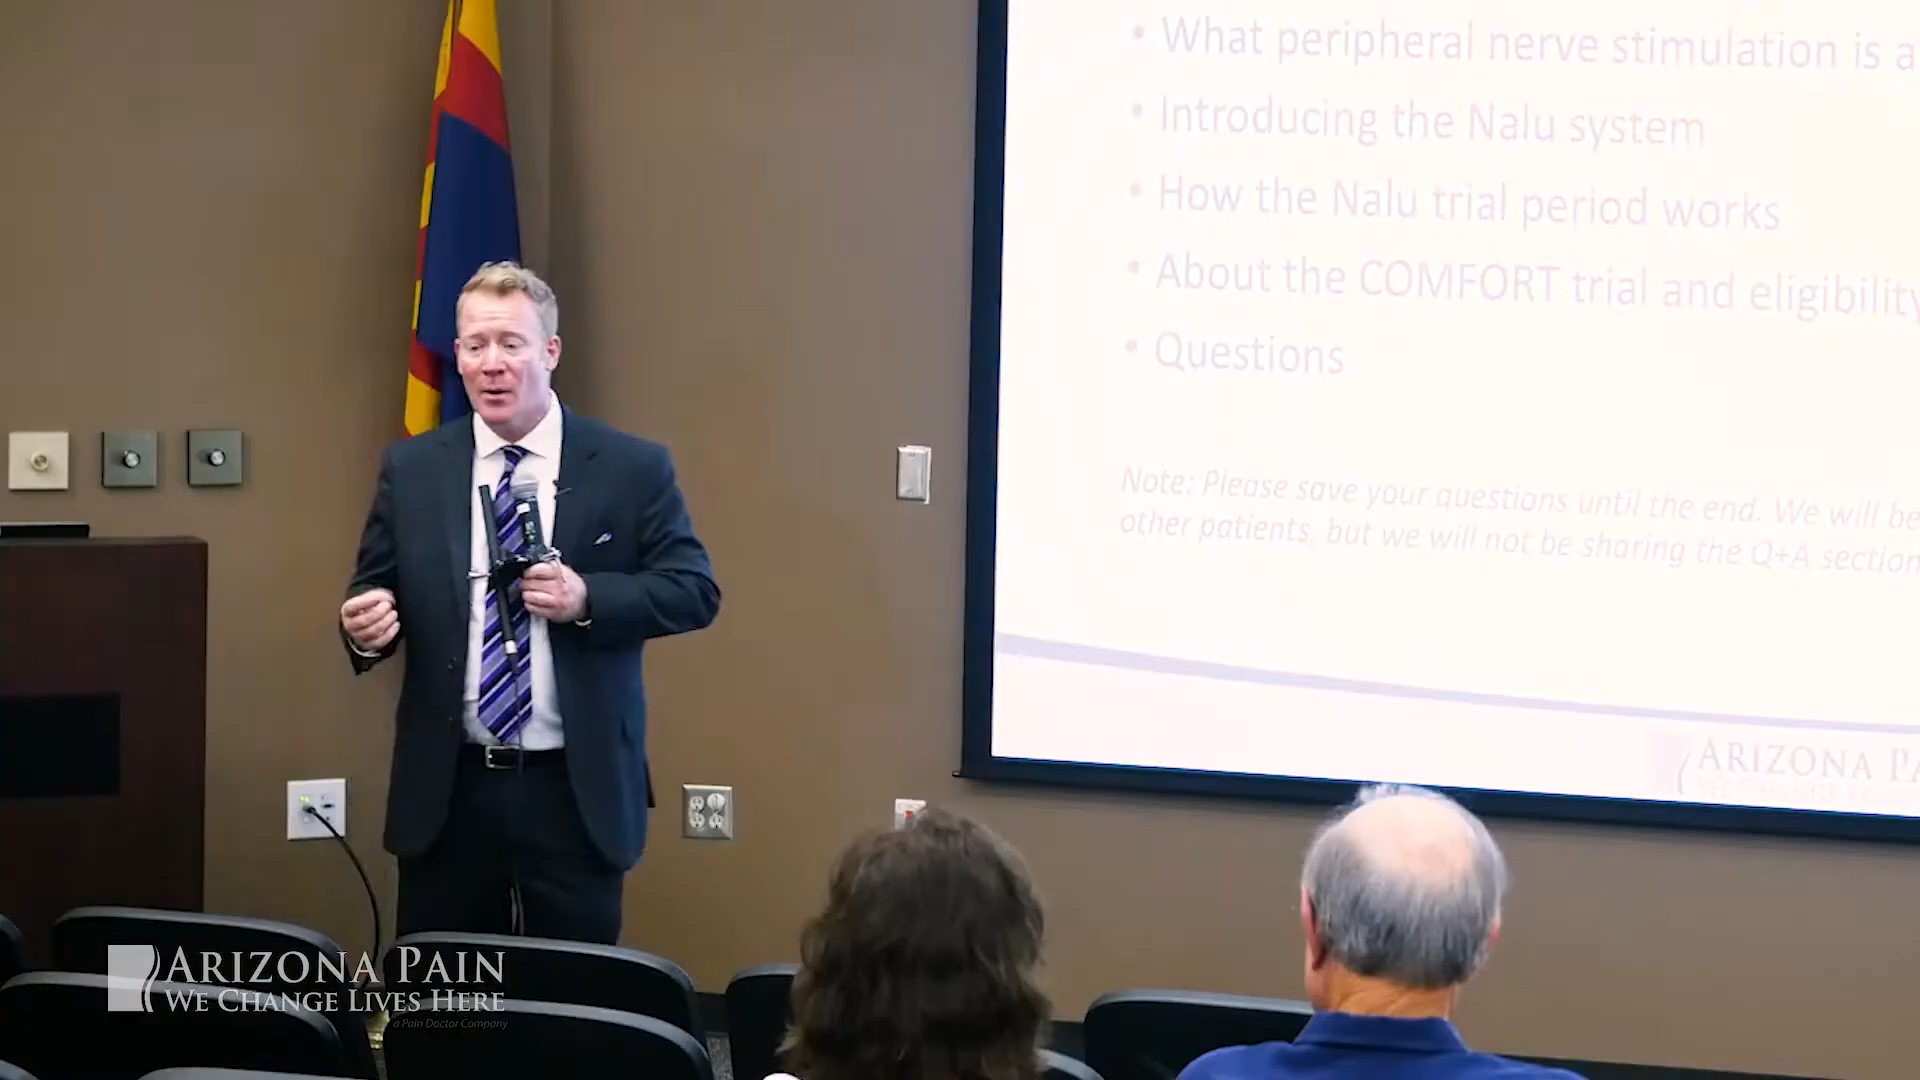 • What peripheral nerve stimulation is a
• Introducing the Nalu system
• How the Nalu trial period works
• About the COMFORT trial and eligibility
• Questions
Note: Please save your questions until the end. We will be
other patients, but we will not be sharing the Q+A section
ARIZONA PA
WE CHANGE
ARIZONA PAIN
WE CHANGE LIVES HERE
a Pain Doctor Company